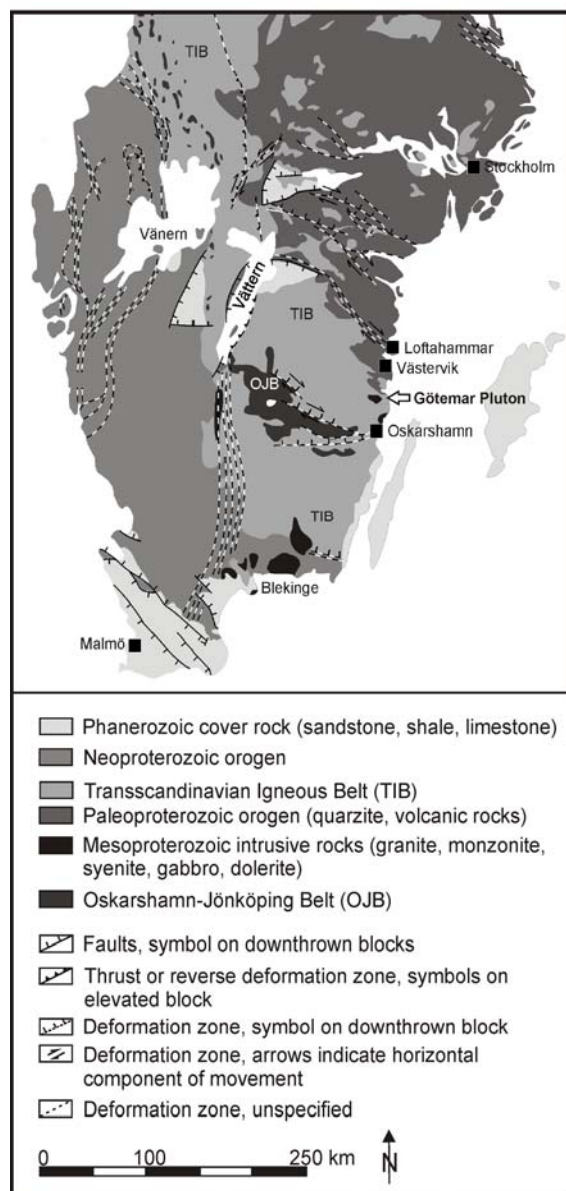 TIB
Stockholm
Vänern
Vättern
TIB
Loftahammar
Västervik
OJB
Götemar Pluton
Oskarshamn
TIB
Blekinge
Malmö
Phanerozoic cover rock (sandstone, shale, limestone)
Neoproterozoic orogen
Transscandinavian Igneous Belt (TIB)
Paleoproterozoic orogen (quarzite, volcanic rocks)
Mesoproterozoic intrusive rocks (granite, monzonite,
syenite, gabbro, dolerite)
Oskarshamn-Jönköping Belt (OJB)
Faults, symbol on downthrown blocks
Thrust or reverse deformation zone, symbols on
elevated block
Deformation zone, symbol on downthrown block
Deformation zone, arrows indicate horizontal
component of movement
Deformation zone, unspecified
0 100 250 km
N